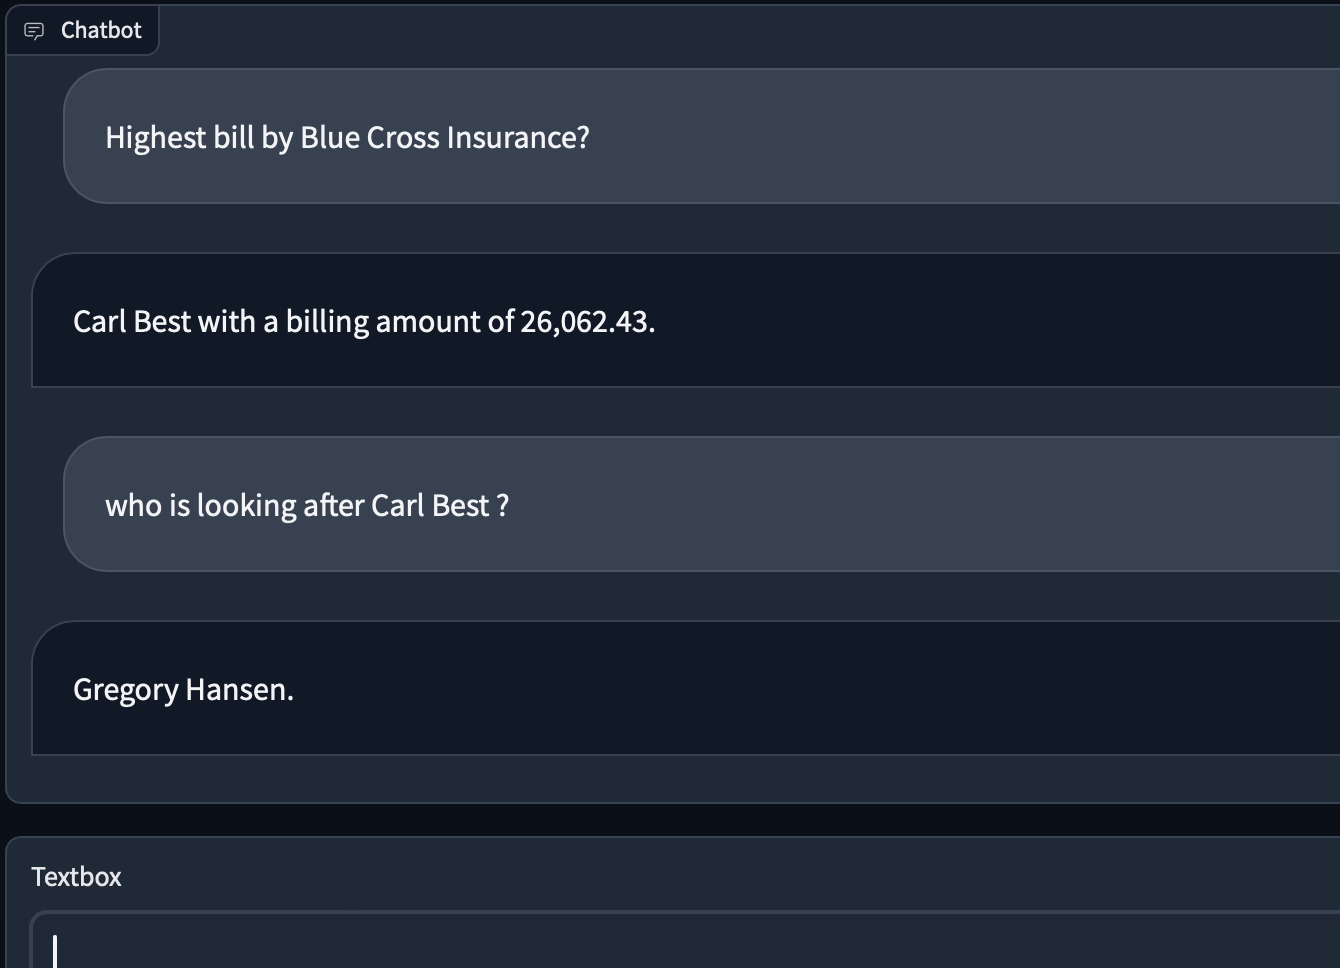 Chatbot
Highest bill by Blue Cross Insurance?
Carl Best with a billing amount of 26,062.43.
who is looking after Carl Best ?
Gregory Hansen.
Textbox